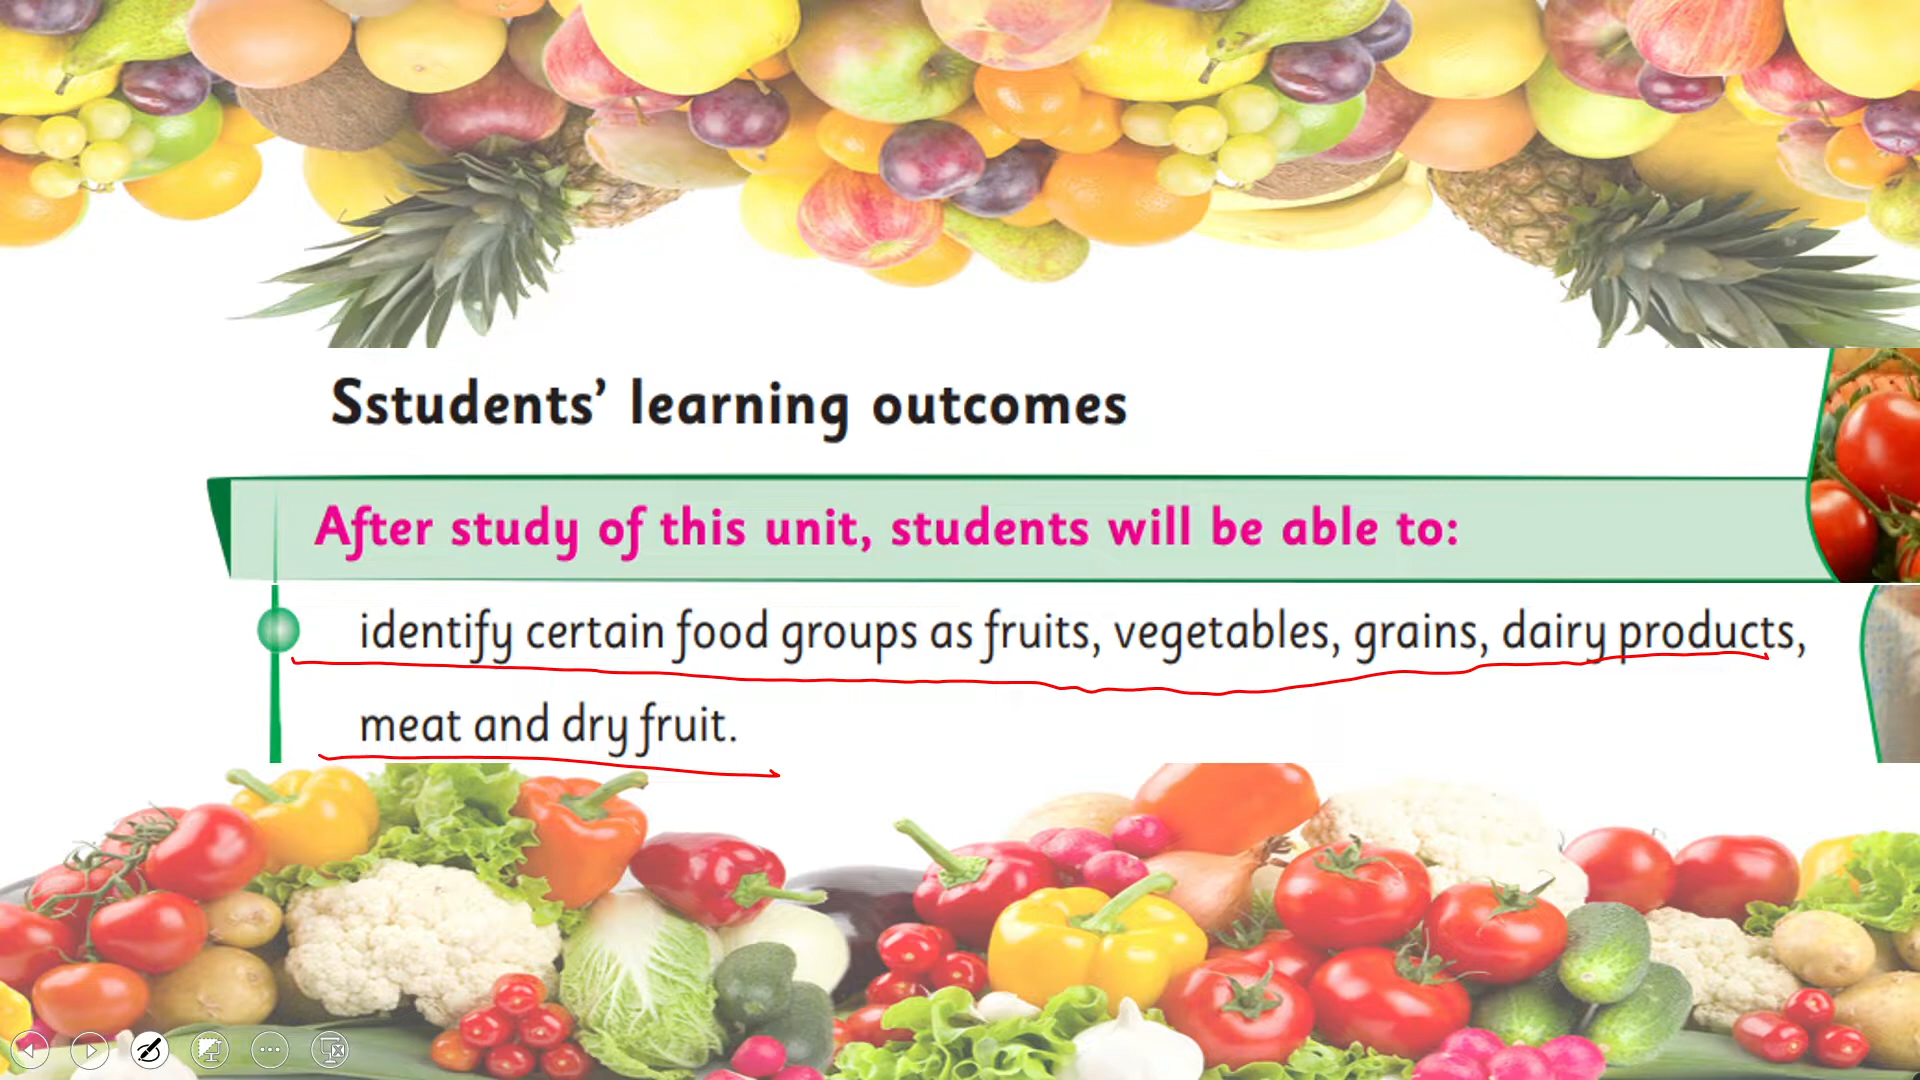 Sstudents’ learning outcomes
After study of this unit, students will be able to:
identify certain food groups as fruits, vegetables, grains, dairy products,
meat and dry fruit.